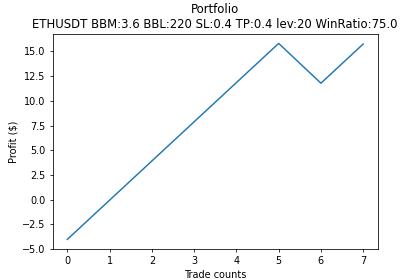 Portfolio
ETHUSDT BBM:3.6 BBL:220 SL:0.4 TP:0.4 lev:20 WinRatio:75.0
15.0
12.5
10.0
7.5
5.0
2.5
0.0
−2.5
−5.0
Profit ($)
0 1 2 3 4 5 6 7
Trade counts